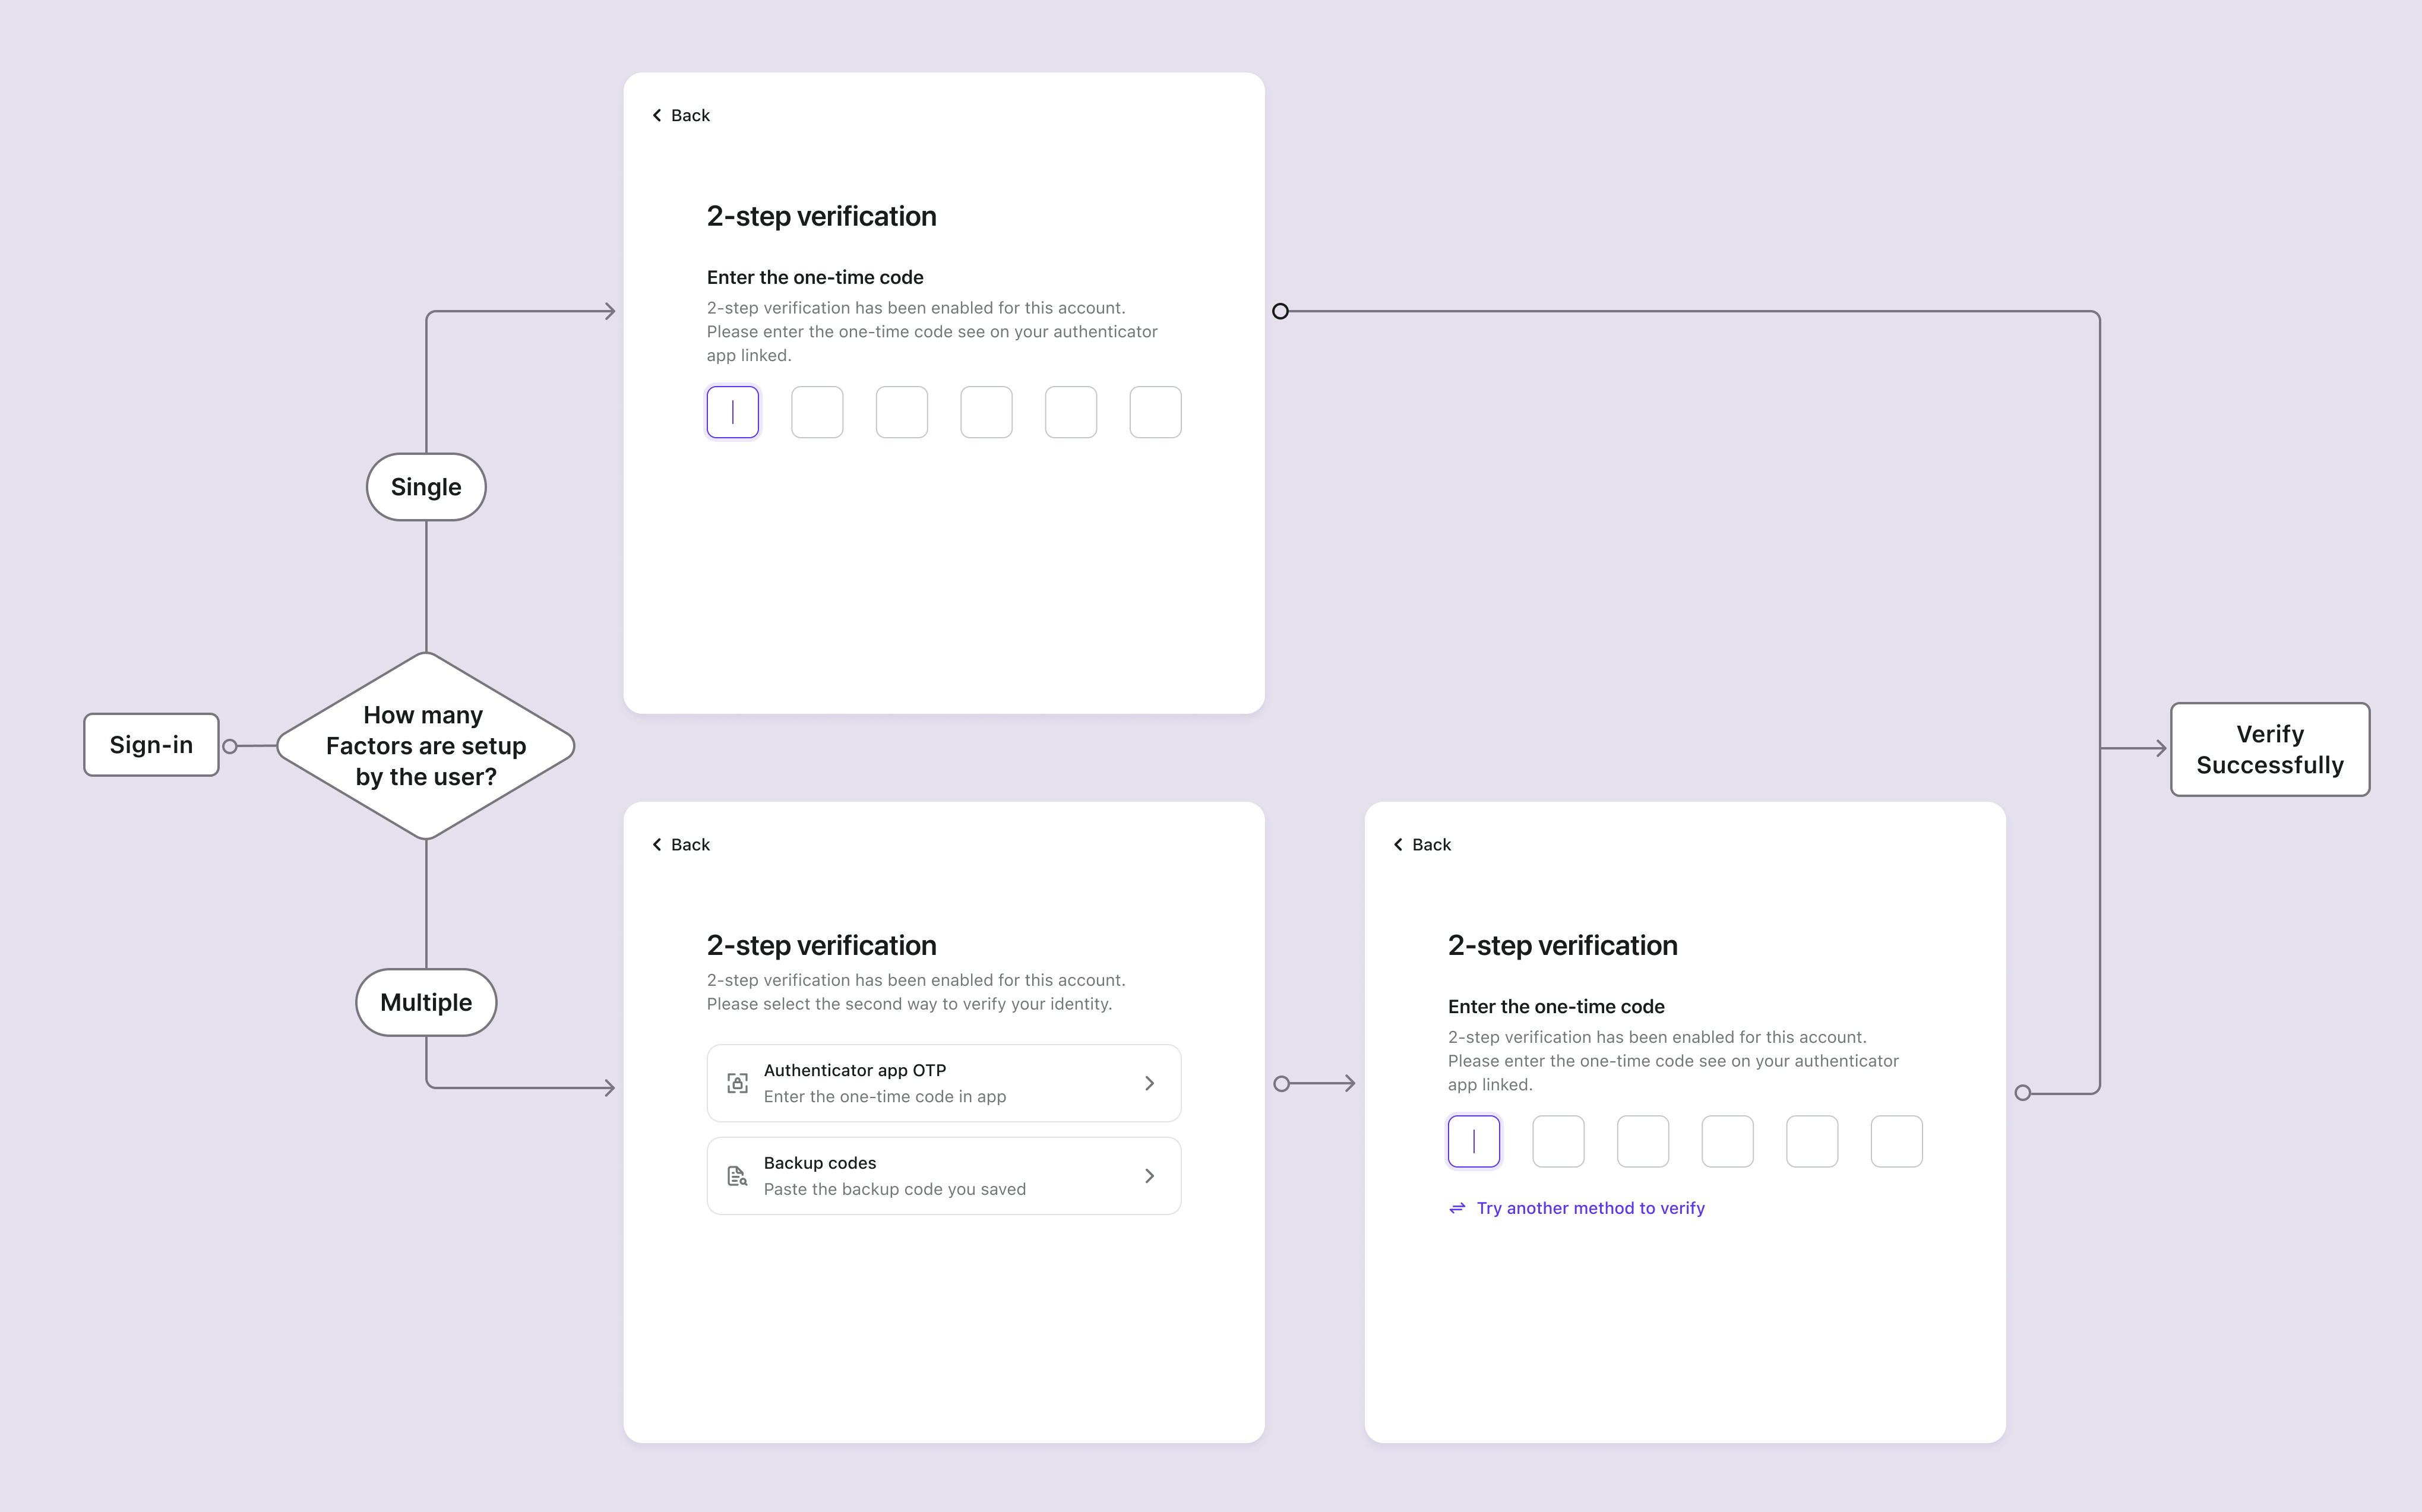 Sign-in
How many
Factors are setup
by the user?
Single
Multiple
Back
2-step verification
Enter the one-time code
2-step verification has been enabled for this account.
Please enter the one-time code see on your authenticator
app linked.
Back
2-step verification
2-step verification has been enabled for this account.
Please select the second way to verify your identity.
Authenticator app OTP
Enter the one-time code in app
Backup codes
Paste the backup code you saved
Back
2-step verification
Enter the one-time code
2-step verification has been enabled for this account.
Please enter the one-time code see on your authenticator
app linked.
Try another method to verify
Verify
Successfully